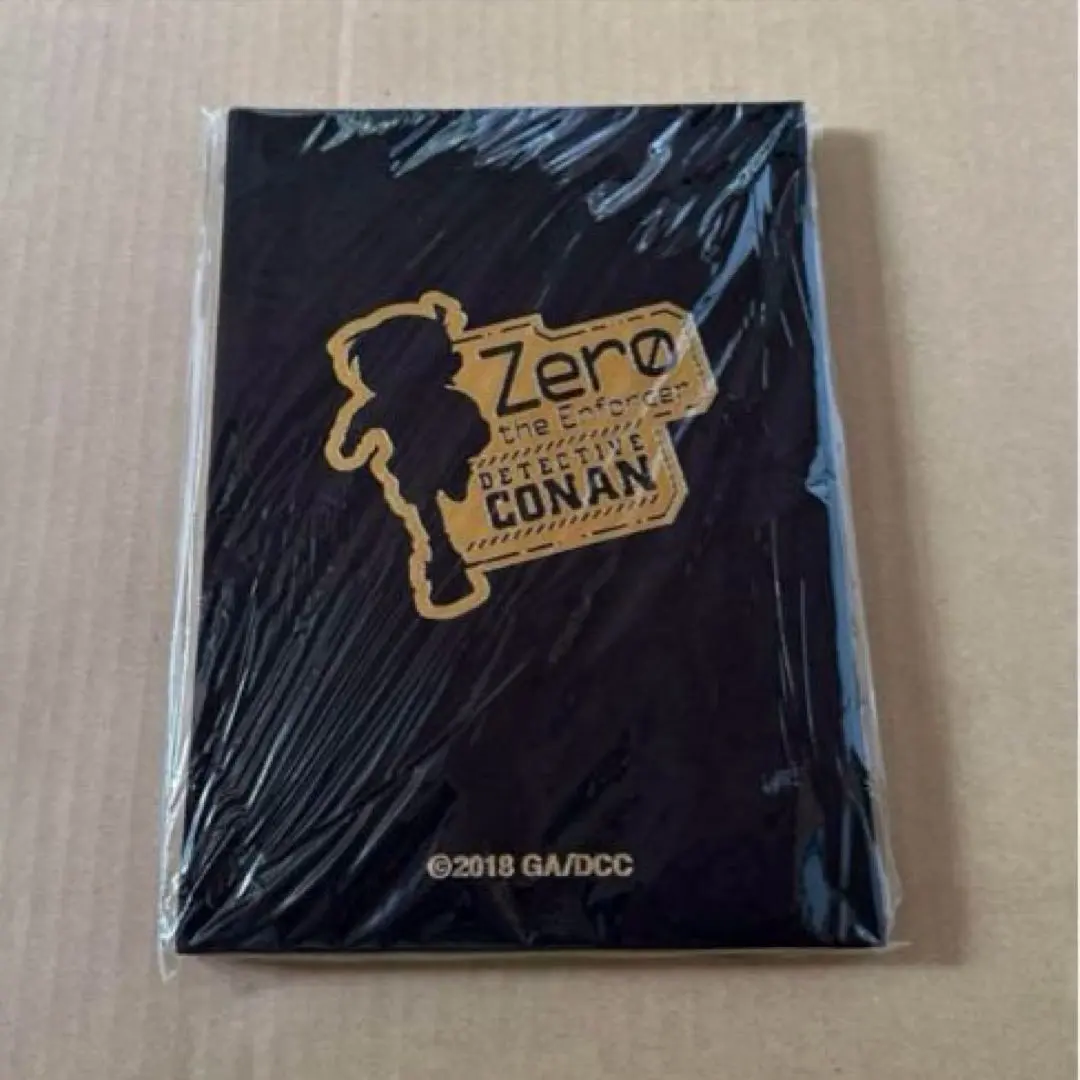 Zerø
the Enforcer
DETECTIVE
CONAN
©2018 GA/DCC